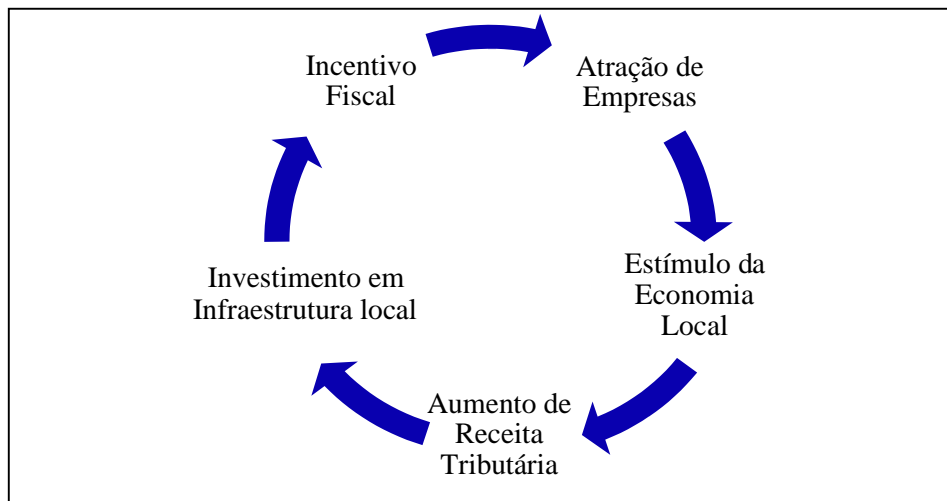 Incentivo
Fiscal
Atração de
Empresas
Estímulo da
Economia
Local
Aumento de
Receita
Tributária
Investimento em
Infraestrutura local